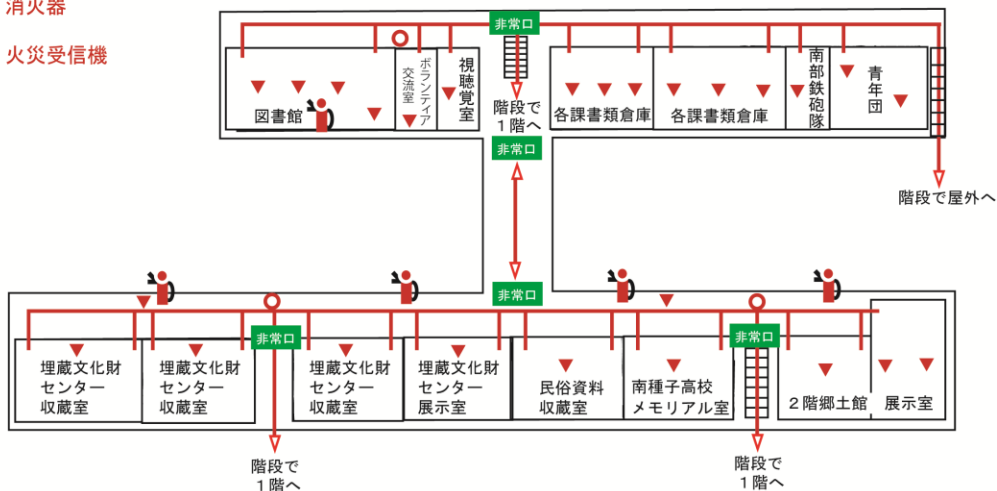 消火器
火災受信機
非常口
図書館
ボランティア
交流室
視聴覚室
階段で
1階へ
各課書類倉庫
各課書類倉庫
南部鉄砲隊
青年団
非常口
階段で屋外へ
非常口
非常口
非常口
埋蔵文化財
センター
収蔵室
埋蔵文化財
センター
収蔵室
埋蔵文化財
センター
収蔵室
埋蔵文化財
センター
展示室
民俗資料
収蔵室
南種子高校
メモリアル室
2階郷土館
展示室
階段で
1階へ
階段で
1階へ